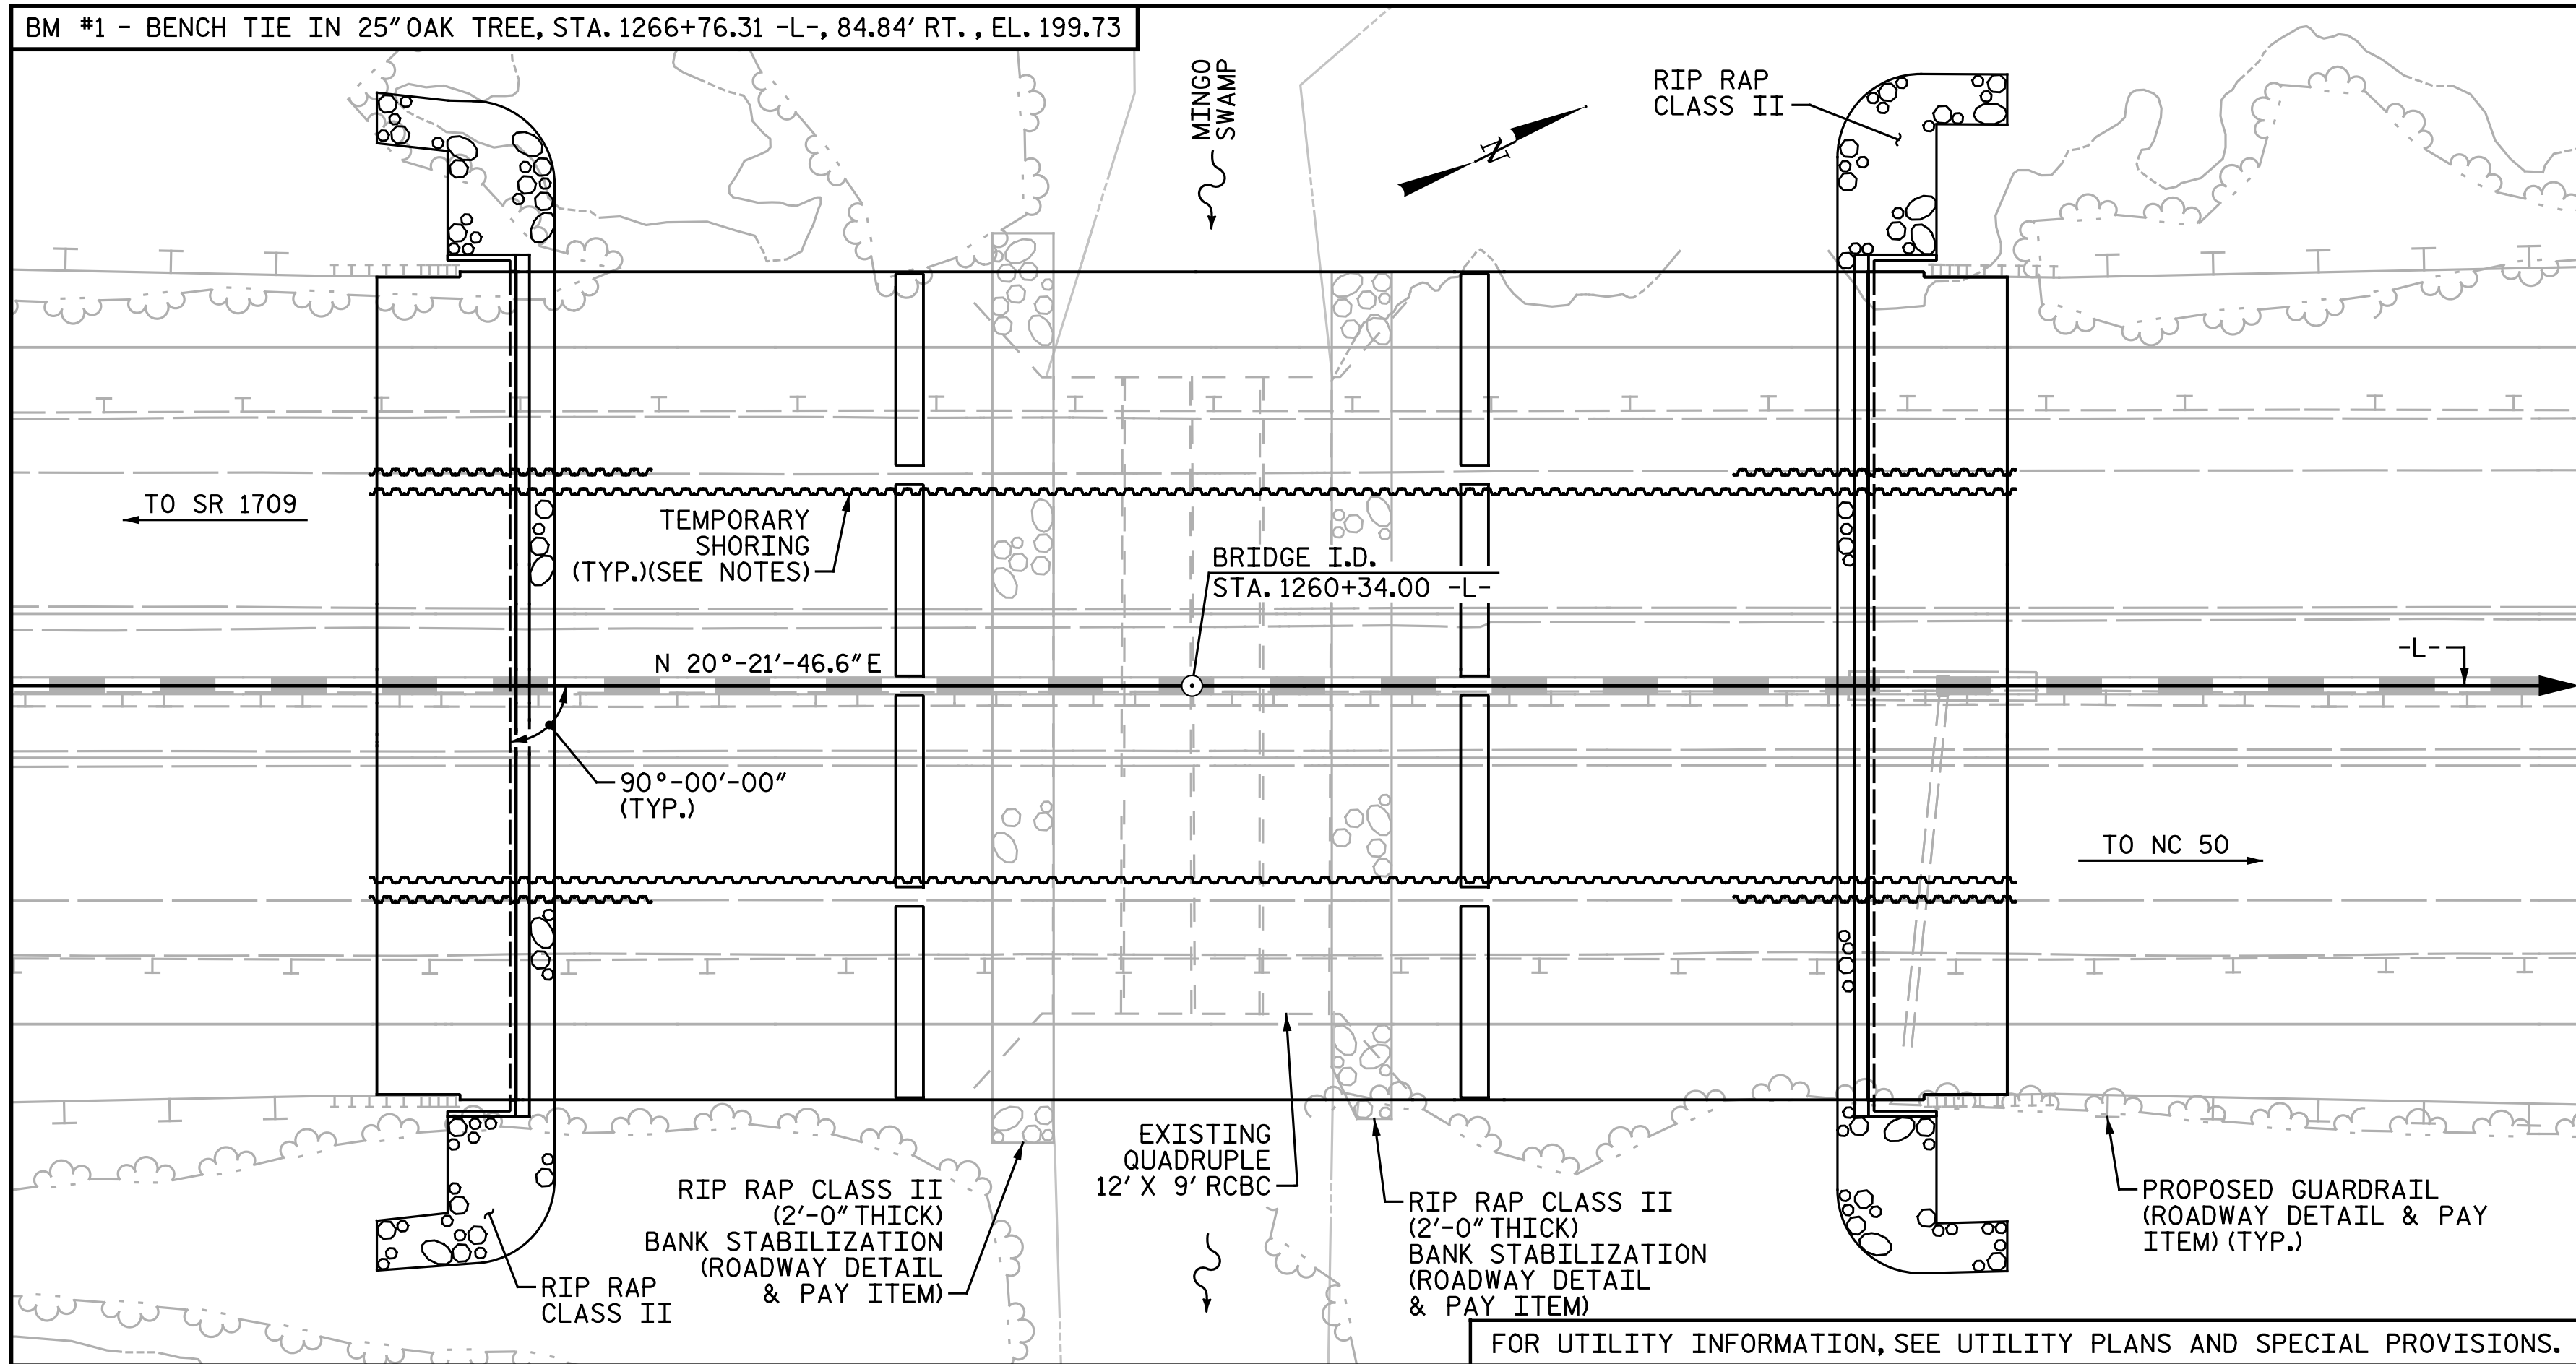 BM #1 - BENCH TIE IN 25" OAK TREE, STA. 1266+76.31 -L-, 84.84' RT., EL. 199.73
MINGO
SWAMP
N
RIP RAP
CLASS II
TO SR 1709
TEMPORARY
SHORING
(TYP.)(SEE NOTES)
BRIDGE I.D.
STA. 1260+34.00 -L-
N 20°-21'-46.6" E
-L-
90°-00'-00"
(TYP.)
TO NC 50
EXISTING
QUADRUPLE
12' X 9' RCBC
RIP RAP CLASS II
(2'-0" THICK)
BANK STABILIZATION
(ROADWAY DETAIL
& PAY ITEM)
RIP RAP
CLASS II
RIP RAP CLASS II
(2'-0" THICK)
BANK STABILIZATION
(ROADWAY DETAIL
& PAY ITEM)
PROPOSED GUARDRAIL
(ROADWAY DETAIL & PAY
ITEM) (TYP.)
FOR UTILITY INFORMATION, SEE UTILITY PLANS AND SPECIAL PROVISIONS.